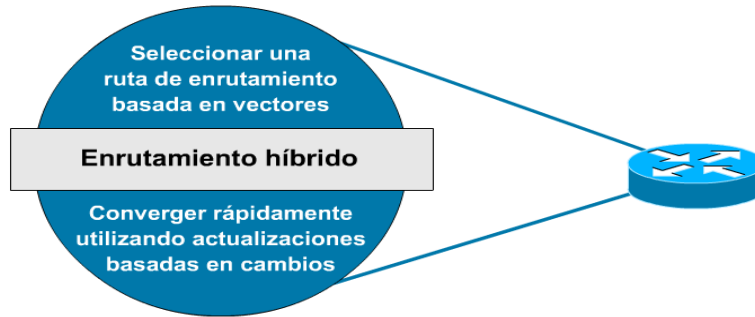 Seleccionar una
ruta de enrutamiento
basada en vectores
Enrutamiento híbrido
Converger rápidamente
utilizando actualizaciones
basadas en cambios